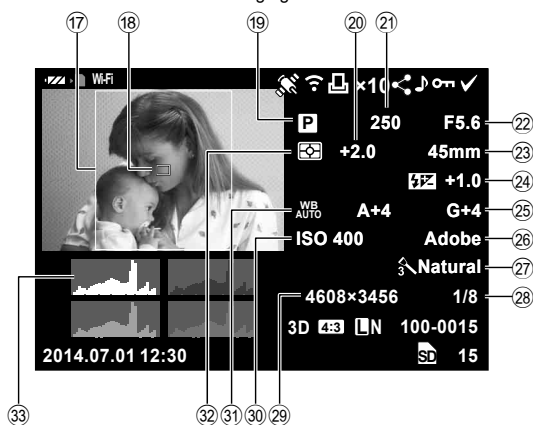 ⑰ ⑱ ⑲ ⑳ ㉑
Wi-Fi ×10
P 250 F5.6 ㉒
+2.0 45mm ㉓
+1.0 ㉔
WB AUTO A+4 G+4 ㉕
ISO 400 Adobe ㉖
3 Natural ㉗
4608×3456 1/8 ㉘
3D 4:3 LN 100-0015
2014.07.01 12:30 SD 15
㉝ ㉜ ㉛ ㉚ ㉙